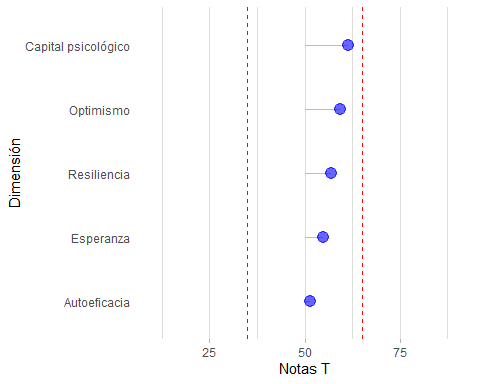 Capital psicológico
Optimismo
Resiliencia
Esperanza
Autoeficacia
Dimensión
25 50 75
Notas T